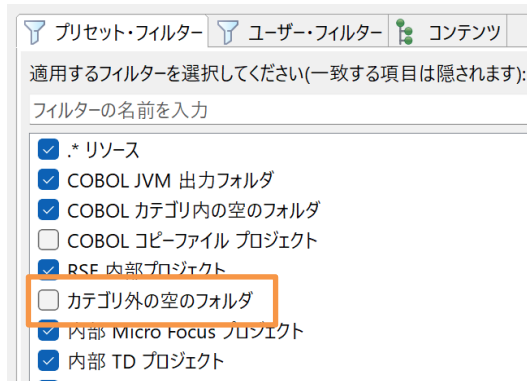 プリセット・フィルター ユーザー・フィルター コンテンツ
適用するフィルターを選択してください(一致する項目は隠されます):
フィルターの名前を入力
.* リソース
COBOL JVM 出力フォルダ
COBOL カテゴリ内の空のフォルダ
COBOL コピーファイル プロジェクト
RSE 内部プロジェクト
カテゴリ外の空のフォルダ
内部 Micro Focus プロジェクト
内部 TD プロジェクト